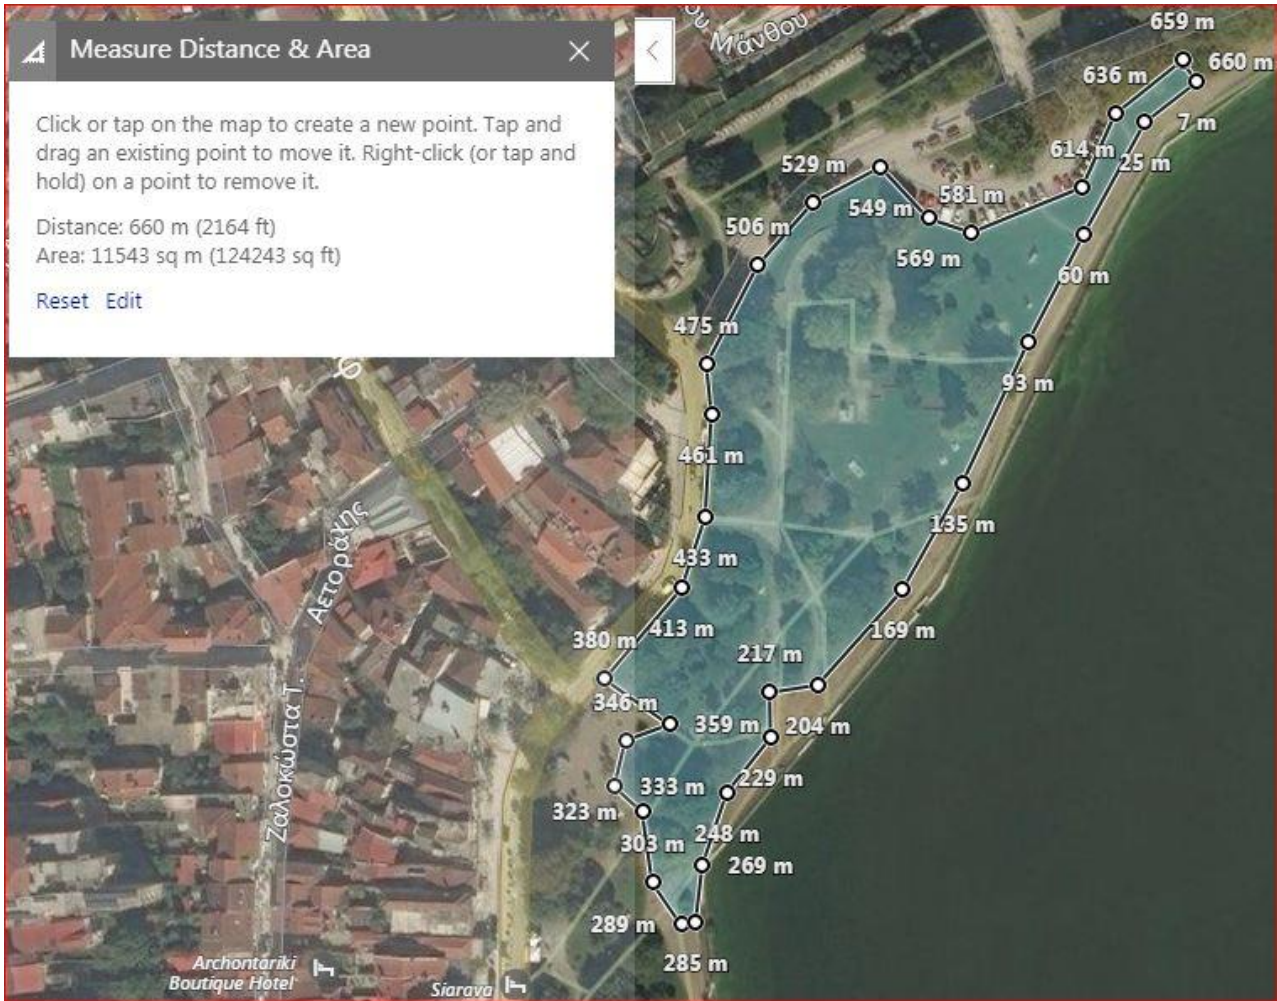 Measure Distance & Area
Click or tap on the map to create a new point. Tap and
drag an existing point to move it. Right-click (or tap and
hold) on a point to remove it.
Distance: 660 m (2164 ft)
Area: 11543 sq m (124243 sq ft)
Reset Edit
Μάνθου
659 m
636 m
660 m
7 m
614 m
25 m
529 m
581 m
549 m
506 m
569 m
60 m
475 m
93 m
461 m
135 m
Αετοράχης
433 m
413 m
169 m
380 m
217 m
346 m
359 m
204 m
Ζαλοκώστα Τ.
333 m
229 m
323 m
303 m
248 m
269 m
289 m
285 m
Archontariki
Boutique Hotel
Siarava